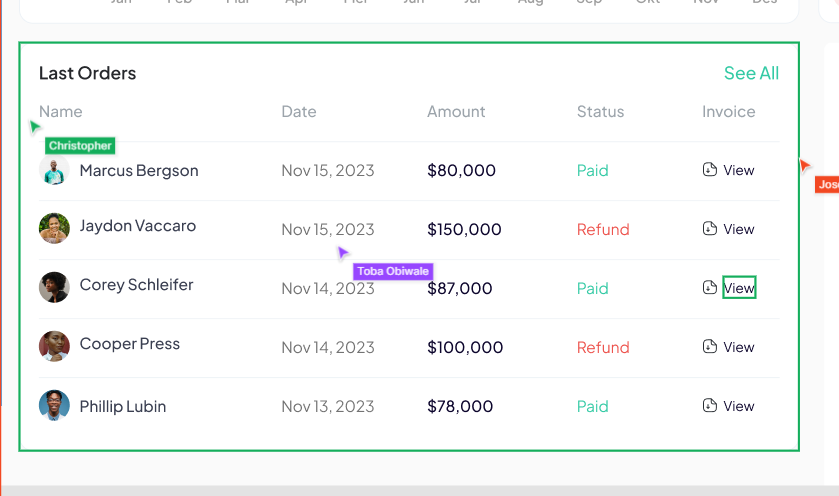 Jan Feb Mar Apr Mei Jun Jul Aug Sep Okt Nov Des
Last Orders See All
Name Date Amount Status Invoice
Christopher
Marcus Bergson Nov 15, 2023 $80,000 Paid View
Jaydon Vaccaro Nov 15, 2023 $150,000 Refund View
Toba Obiwale
Corey Schleifer Nov 14, 2023 $87,000 Paid View
Cooper Press Nov 14, 2023 $100,000 Refund View
Phillip Lubin Nov 13, 2023 $78,000 Paid View